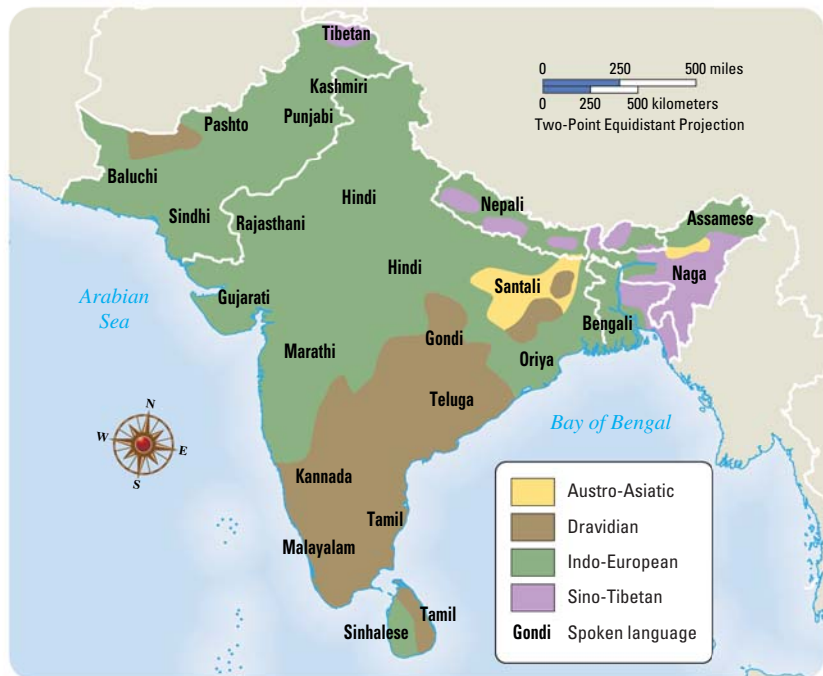 Tibetan
0 250 500 miles
0 250 500 kilometers
Two-Point Equidistant Projection
Kashmiri
Pashto
Punjabi
Baluchi
Sindhi
Rajasthani
Hindi
Nepali
Assamese
Hindi
Santali
Naga
Arabian
Sea
Gujarati
Bengali
Marathi
Gondi
Oriya
Teluga
Bay of Bengal
N
W
E
S
Kannada
Tamil
Malayalam
Sinhalese
Tamil
Austro-Asiatic
Dravidian
Indo-European
Sino-Tibetan
Gondi Spoken language